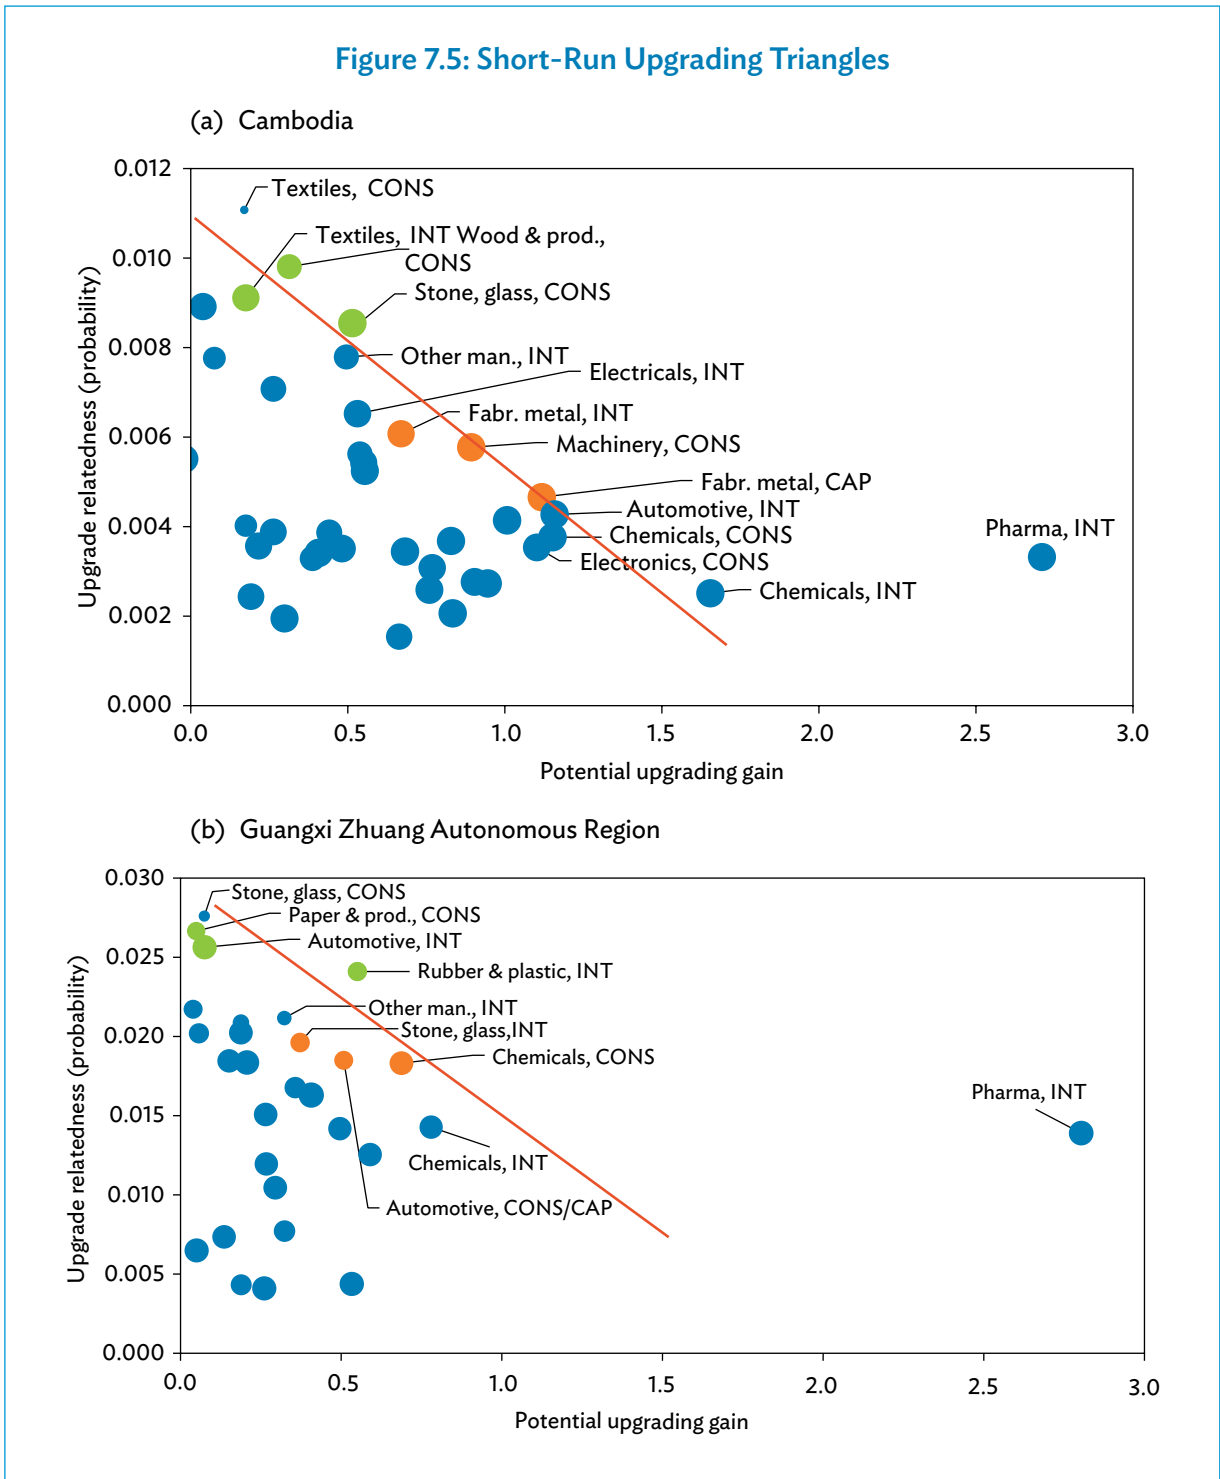 Figure 7.5: Short-Run Upgrading Triangles
(a) Cambodia
Upgrade relatedness (probability)
0.012
0.010
0.008
0.006
0.004
0.002
0.000
Textiles, CONS
Textiles, INT Wood & prod.,
CONS
Stone, glass, CONS
Other man., INT
Electricals, INT
Fabr. metal, INT
Machinery, CONS
Fabr. metal, CAP
Automotive, INT
Pharma, INT
Chemicals, CONS
Electronics, CONS
Chemicals, INT
0.0 0.5 1.0 1.5 2.0 2.5 3.0
Potential upgrading gain
(b) Guangxi Zhuang Autonomous Region
Upgrade relatedness (probability)
0.030
0.025
0.020
0.015
0.010
0.005
0.000
Stone, glass, CONS
Paper & prod., CONS
Automotive, INT
Rubber & plastic, INT
Other man., INT
Stone, glass,INT
Chemicals, CONS
Pharma, INT
Chemicals, INT
Automotive, CONS/CAP
0.0 0.5 1.0 1.5 2.0 2.5 3.0
Potential upgrading gain